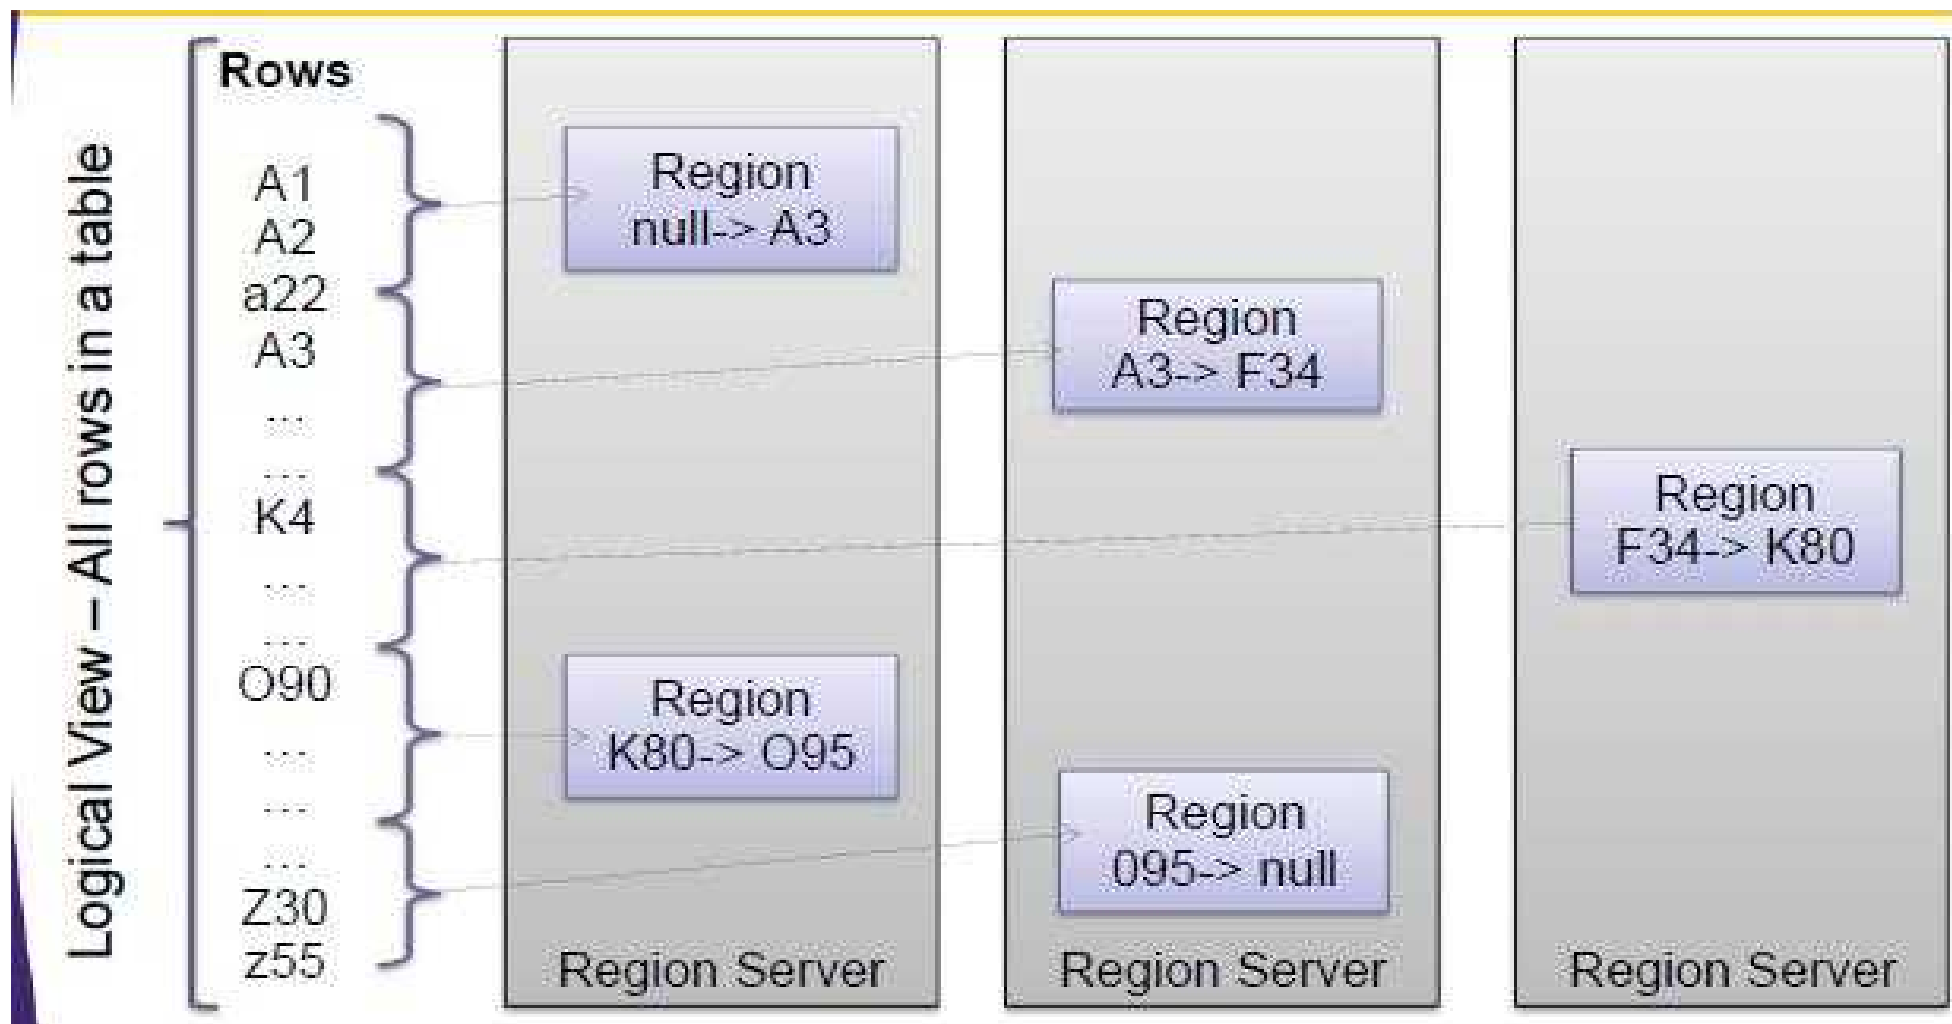 Logical View – All rows in a table
Rows
A1
A2
a22
A3
...
...
K4
...
...
O90
...
...
...
Z30
z55
Region
null-> A3
Region
K80-> O95
Region Server
Region
A3-> F34
Region
095-> null
Region Server
Region
F34-> K80
Region Server